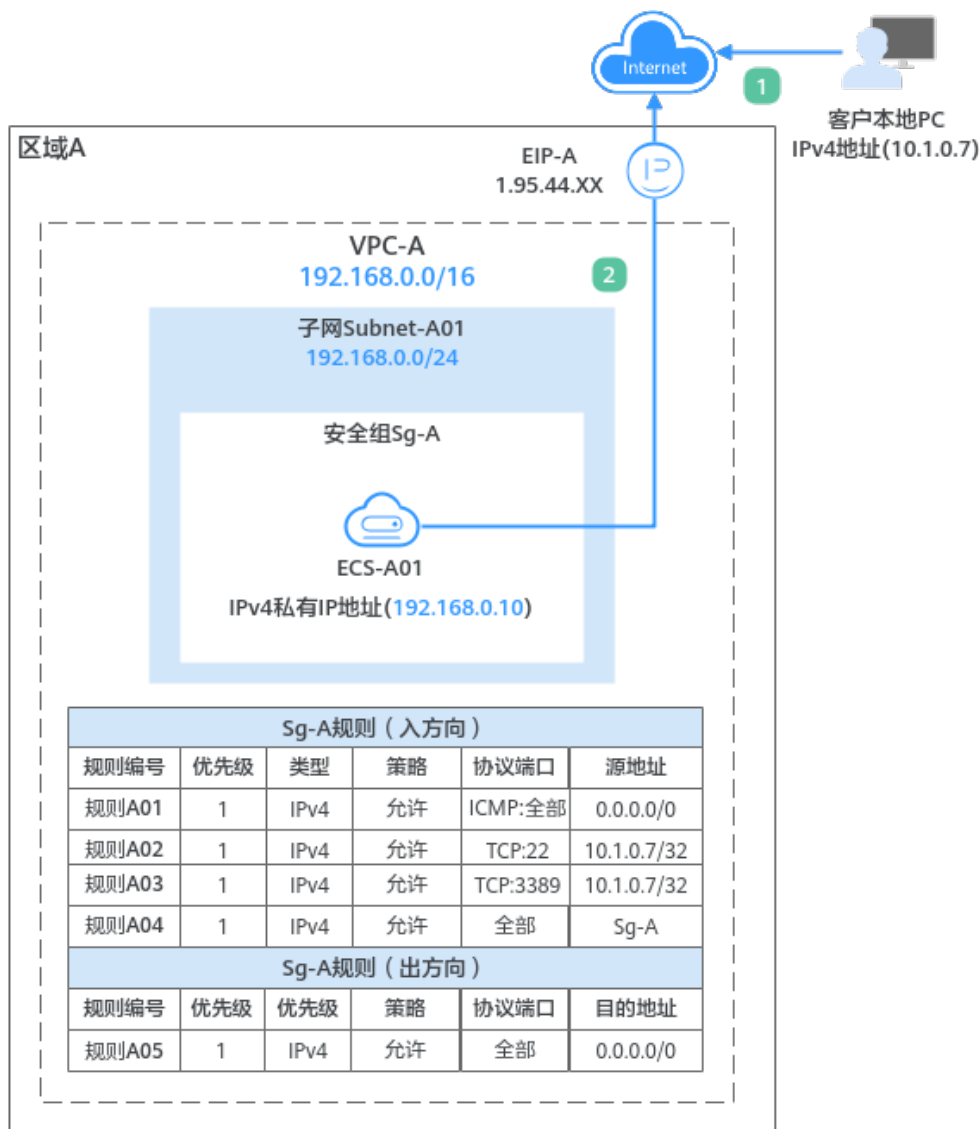 Internet
1
客户本地PC
IPv4地址(10.1.0.7)
区域A
EIP-A
1.95.44.XX
IP
VPC-A
192.168.0.0/16
2
子网Subnet-A01
192.168.0.0/24
安全组Sg-A
ECS-A01
IPv4私有IP地址(192.168.0.10)
Sg-A规则（入方向）
规则编号 优先级 类型 策略 协议端口 源地址
规则A01 1 IPv4 允许 ICMP:全部 0.0.0.0/0
规则A02 1 IPv4 允许 TCP:22 10.1.0.7/32
规则A03 1 IPv4 允许 TCP:3389 10.1.0.7/32
规则A04 1 IPv4 允许 全部 Sg-A
Sg-A规则（出方向）
规则编号 优先级 优先级 策略 协议端口 目的地址
规则A05 1 IPv4 允许 全部 0.0.0.0/0